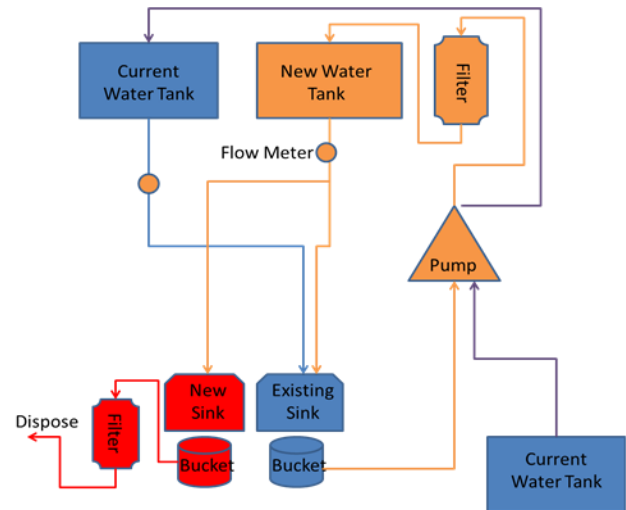 Current
Water Tank
New Water
Tank
Filter
Flow Meter
Pump
New
Sink
Existing
Sink
Filter
Dispose
Bucket
Bucket
Current
Water Tank